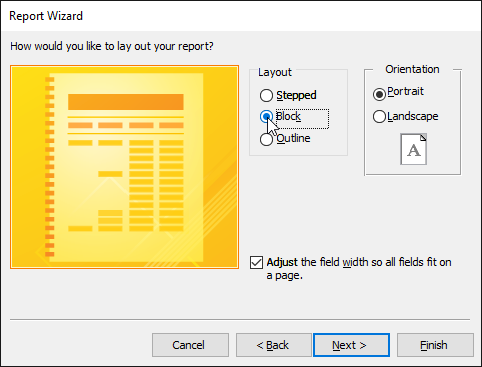 Report Wizard
How would you like to lay out your report?
Layout
Stepped
Block
Outline
Orientation
Portrait
Landscape
A
Adjust the field width so all fields fit on
a page.
Cancel
< Back
Next >
Finish